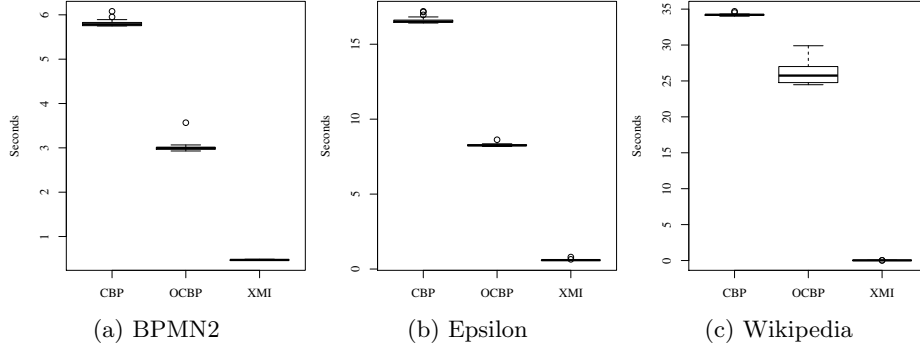 Seconds
6
5
4
3
2
1
CBP OCBP XMI
(a) BPMN2
Seconds
15
10
5
0
CBP OCBP XMI
(b) Epsilon
Seconds
35
30
25
20
15
10
5
0
CBP OCBP XMI
(c) Wikipedia